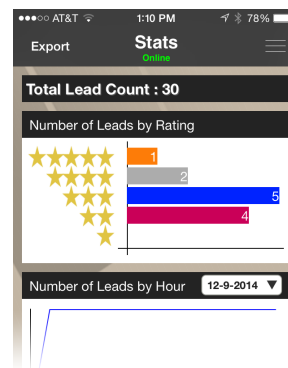 AT&T 1:10 PM 78%
Export Stats
Online
Total Lead Count : 30
Number of Leads by Rating
1
2
5
4
Number of Leads by Hour 12-9-2014